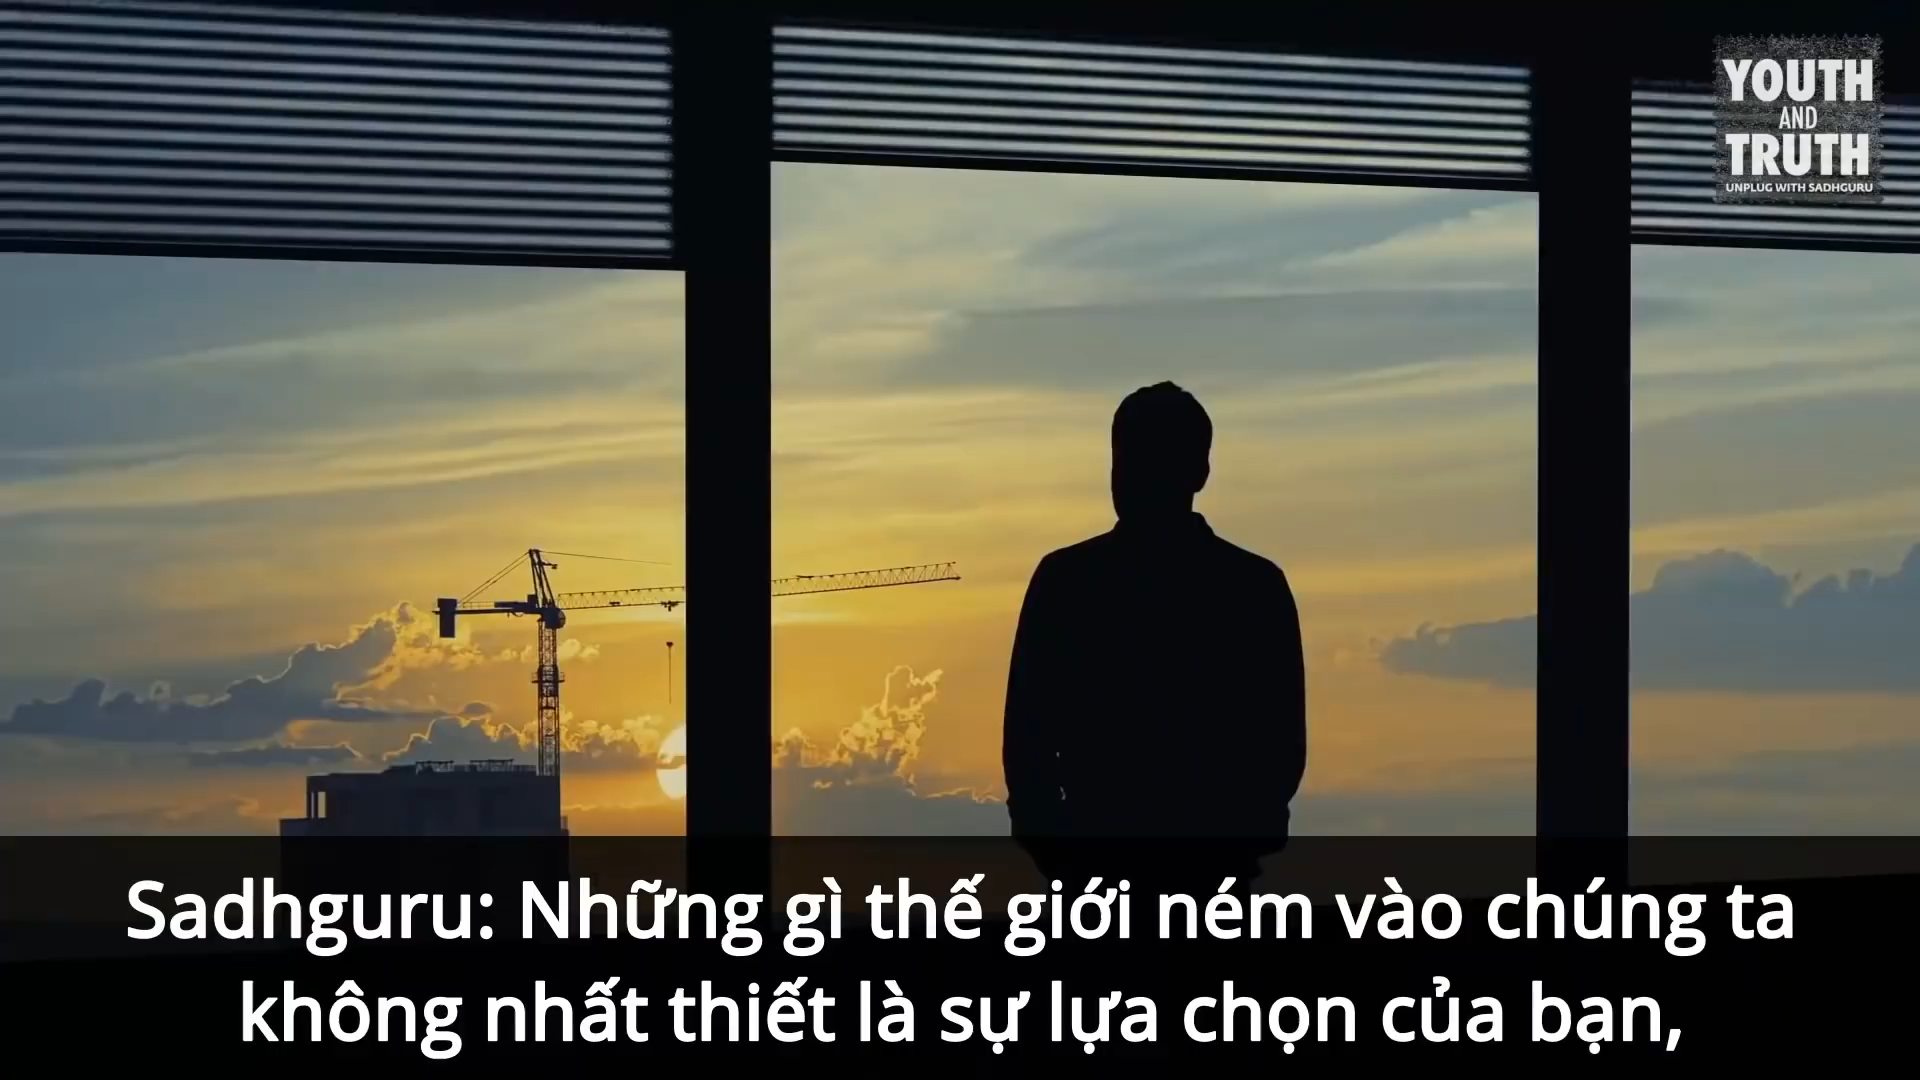 YOUTH
AND
TRUTH
UNPLUG WITH SADHGURU
Sadhguru: Những gì thế giới ném vào chúng ta
không nhất thiết là sự lựa chọn của bạn,